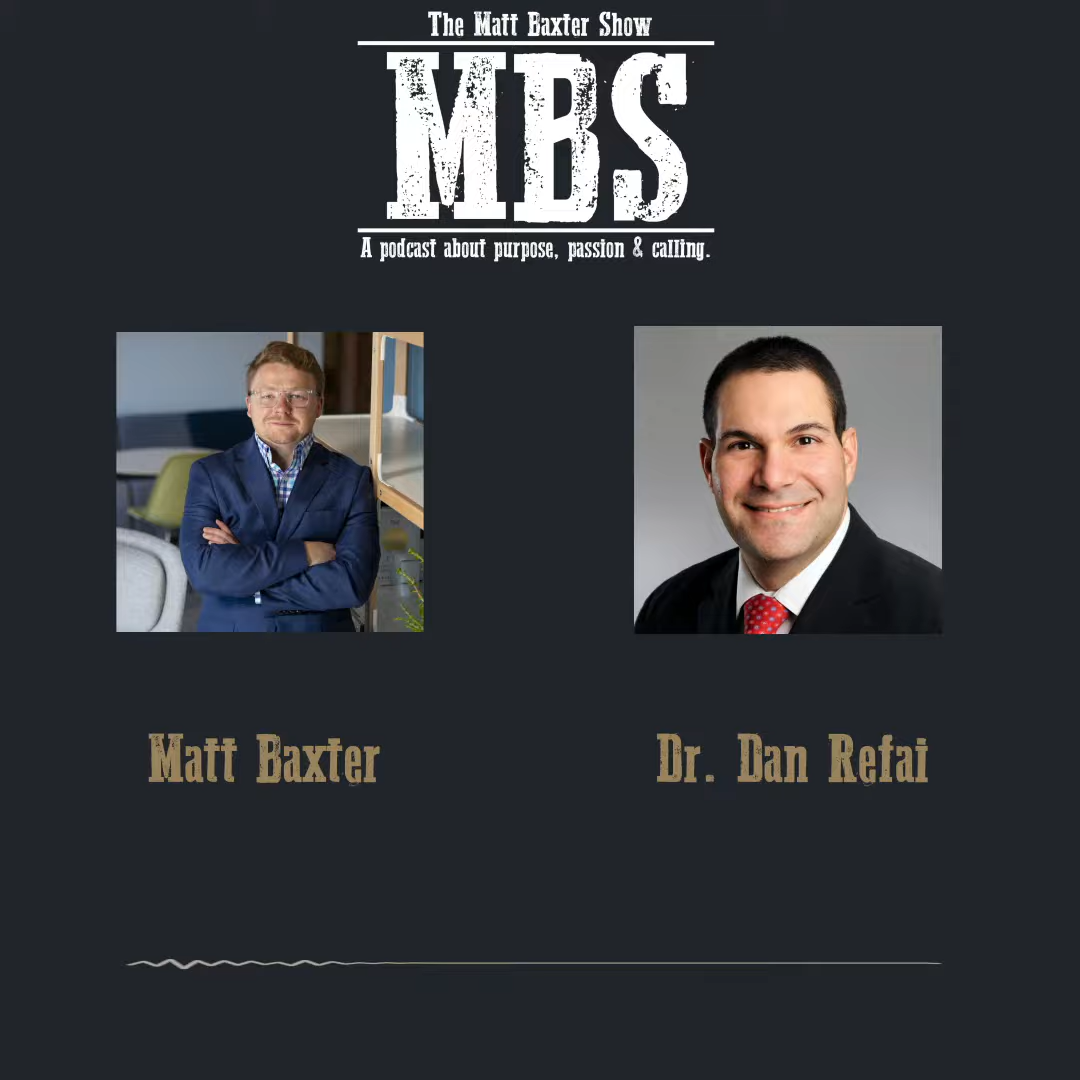 The Matt Baxter Show
MBS
A podcast about purpose, passion & calling.
Matt Baxter
Dr. Dan Refai